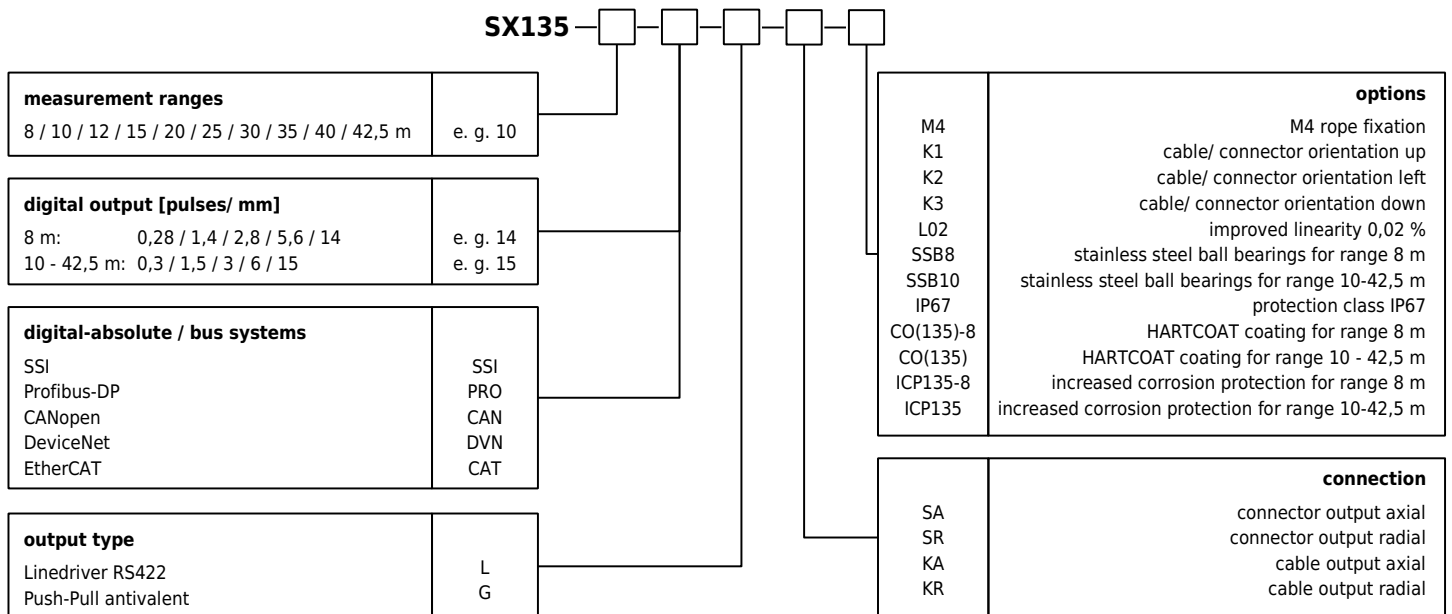 SX135
measurement ranges
8 / 10 / 12 / 15 / 20 / 25 / 30 / 35 / 40 / 42,5 m e. g. 10
digital output [pulses/ mm]
8 m: 0,28 / 1,4 / 2,8 / 5,6 / 14 e. g. 14
10 - 42,5 m: 0,3 / 1,5 / 3 / 6 / 15 e. g. 15
digital-absolute / bus systems
SSI SSI
Profibus-DP PRO
CANopen CAN
DeviceNet DVN
EtherCAT CAT
output type
Linedriver RS422 L
Push-Pull antivalent G
options
M4 M4 rope fixation
K1 cable/ connector orientation up
K2 cable/ connector orientation left
K3 cable/ connector orientation down
L02 improved linearity 0,02 %
SSB8 stainless steel ball bearings for range 8 m
SSB10 stainless steel ball bearings for range 10-42,5 m
IP67 protection class IP67
CO(135)-8 HARTCOAT coating for range 8 m
CO(135) HARTCOAT coating for range 10 - 42,5 m
ICP135-8 increased corrosion protection for range 8 m
ICP135 increased corrosion protection for range 10-42,5 m
connection
SA connector output axial
SR connector output radial
KA cable output axial
KR cable output radial